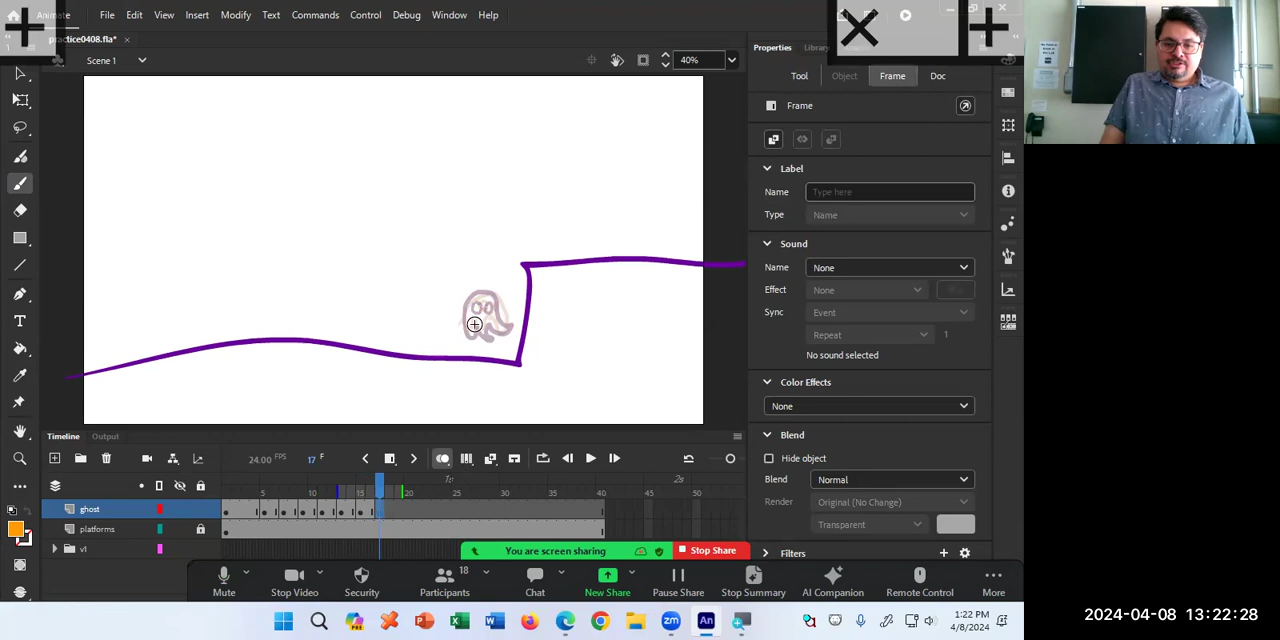 Animate File Edit View Insert Modify Text Commands Control Debug Window Help
practice0408.fla*
Scene 1
40%
Properties Library
Tool Object Frame Doc
Frame
Label
Name Type here
Type Name
Sound
Name None
Effect None
Sync Event
Repeat 1
No sound selected
Color Effects
None
Blend
Hide object
Blend Normal
Render Original (No Change)
Transparent
Filters
Timeline Output
24.00 FPS 17 F
1s 2s
5 10 15 20 25 30 35 40 45 50
ghost
platforms
v1
You are screen sharing Stop Share
18
Mute Stop Video Security Participants Chat New Share Pause Share Stop Summary AI Companion Remote Control More
1:22 PM
4/8/2024
2024-04-08 13:22:28